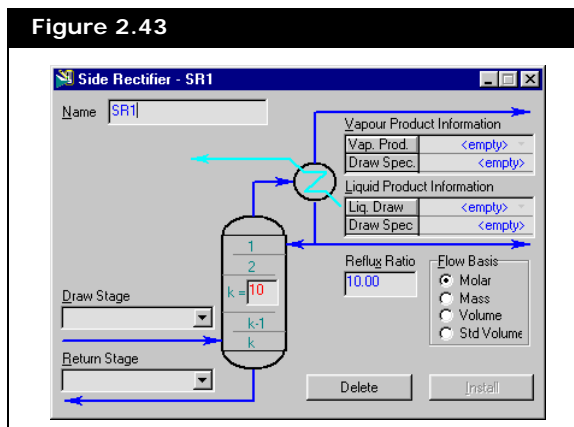 Figure 2.43
Side Rectifier - SR1
Name SR1
Vapour Product Information
Vap. Prod. <empty>
Draw Spec. <empty>
Liquid Product Information
Liq. Draw <empty>
Draw Spec <empty>
1
2
k = 10
k-1
k
Reflux Ratio
10.00
Flow Basis
Molar
Mass
Volume
Std Volume
Draw Stage
Return Stage
Delete
Install